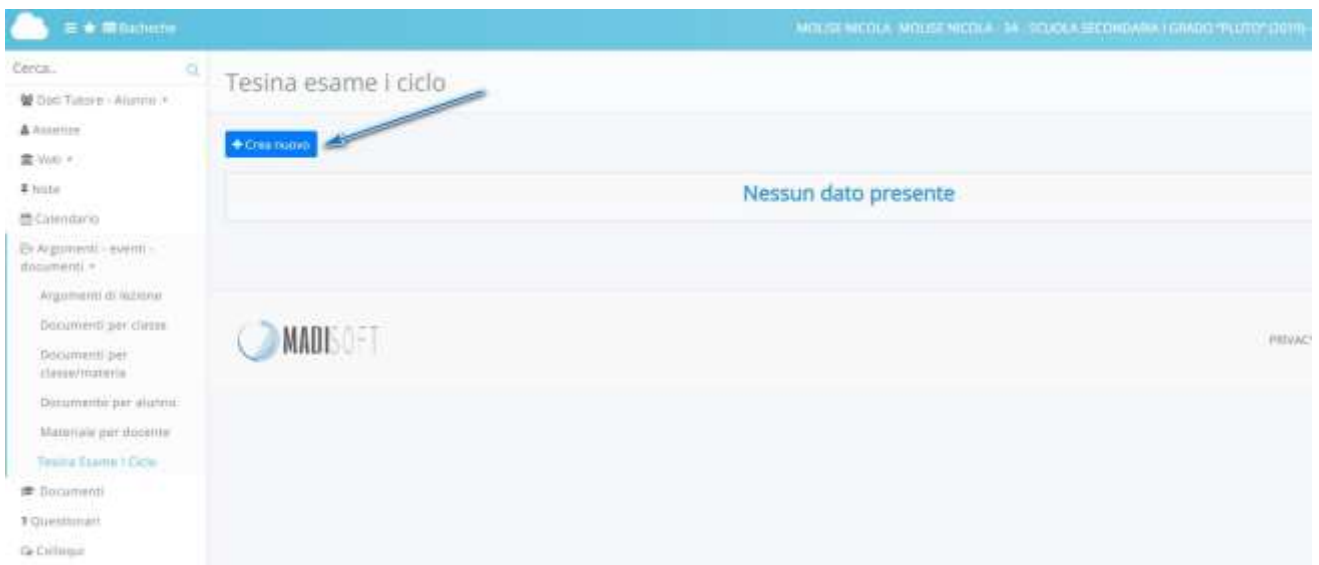 Bacheche
MOLISE NICOLA MOLISE NICOLA - 3A - SCUOLA SECONDARIA I GRADO "PLUTO" (2019) -
Cerca...
Dati Tutore - Alunno
Assenze
Voti
Note
Calendario
Argomenti - eventi -
documenti
Argomenti di lezione
Documenti per classe
Documenti per
classe/materia
Documento per alunno
Materiale per docente
Tesina Esame I Ciclo
Documenti
Questionari
Colloqui
Tesina esame i ciclo
Crea nuovo
Nessun dato presente
MADISOFT
PRIVACY